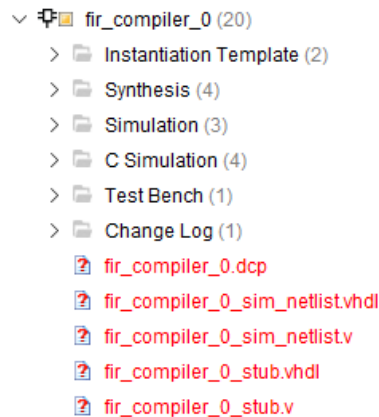 fir_compiler_0 (20)
Instantiation Template (2)
Synthesis (4)
Simulation (3)
C Simulation (4)
Test Bench (1)
Change Log (1)
fir_compiler_0.dcp
fir_compiler_0_sim_netlist.vhdl
fir_compiler_0_sim_netlist.v
fir_compiler_0_stub.vhdl
fir_compiler_0_stub.v